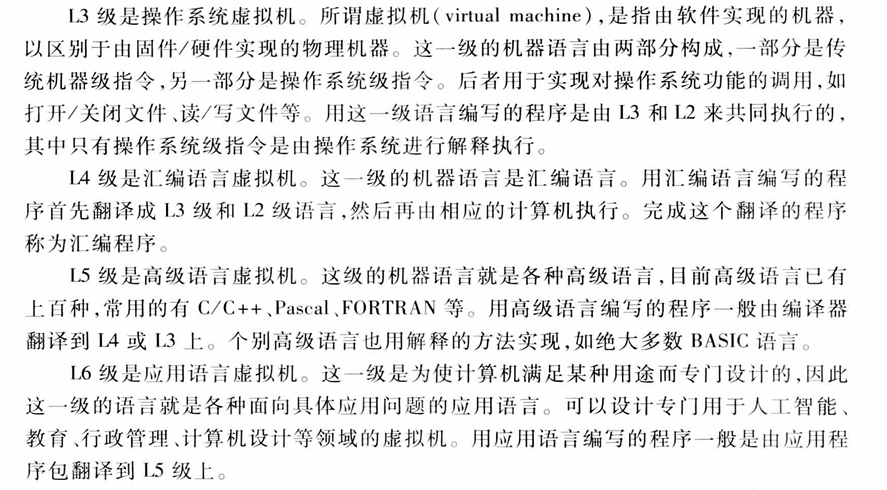 L3 级是操作系统虚拟机。所谓虚拟机(virtual machine),是指由软件实现的机器,
以区别于由固件/硬件实现的物理机器。这一级的机器语言由两部分构成,一部分是传
统机器级指令,另一部分是操作系统级指令。后者用于实现对操作系统功能的调用,如
打开/关闭文件、读/写文件等。用这一级语言编写的程序是由 L3 和 L2 来共同执行的,
其中只有操作系统级指令是由操作系统进行解释执行。
L4 级是汇编语言虚拟机。这一级的机器语言是汇编语言。用汇编语言编写的程
序首先翻译成 L3 级和 L2 级语言,然后再由相应的计算机执行。完成这个翻译的程序
称为汇编程序。
L5 级是高级语言虚拟机。这级的机器语言就是各种高级语言,目前高级语言已有
上百种,常用的有 C/C++、Pascal、FORTRAN 等。用高级语言编写的程序一般由编译器
翻译到 L4 或 L3 上。个别高级语言也用解释的方法实现,如绝大多数 BASIC 语言。
L6 级是应用语言虚拟机。这一级是为使计算机满足某种用途而专门设计的,因此
这一级的语言就是各种面向具体应用问题的应用语言。可以设计专门用于人工智能、
教育、行政管理、计算机设计等领域的虚拟机。用应用语言编写的程序一般是由应用程
序包翻译到 L5 级上。